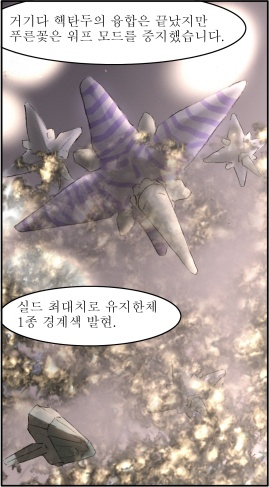 거기다 헥탄두의 융합은 끝났지만
푸른꽃은 워프 모드를 중지했습니다.
실드 최대치로 유지한체
1종 경계색 발현.